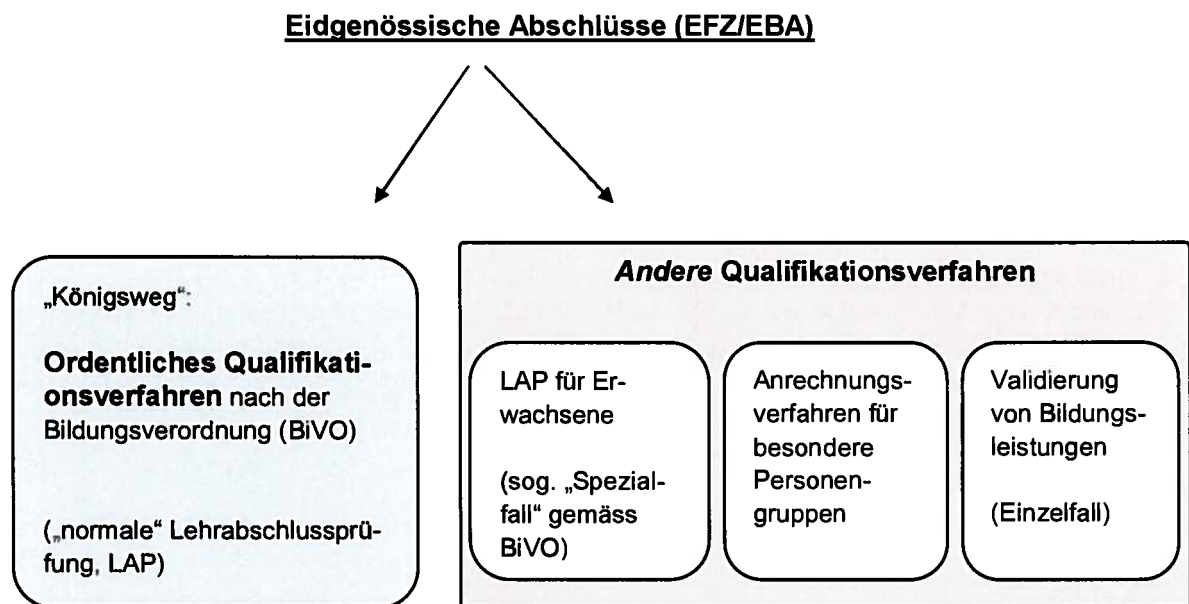 Eidgenössische Abschlüsse (EFZ/EBA)
„Königsweg“:
Ordentliches Qualifikati-
onsverfahren nach der
Bildungsverordnung (BiVO)
(„normale“ Lehrabschlussprü-
fung, LAP)
Andere Qualifikationsverfahren
LAP für Er-
wachsene
(sog. „Spezial-
fall“ gemäss
BiVO)
Anrechnungs-
verfahren für
besondere
Personen-
gruppen
Validierung
von Bildungs-
leistungen
(Einzelfall)